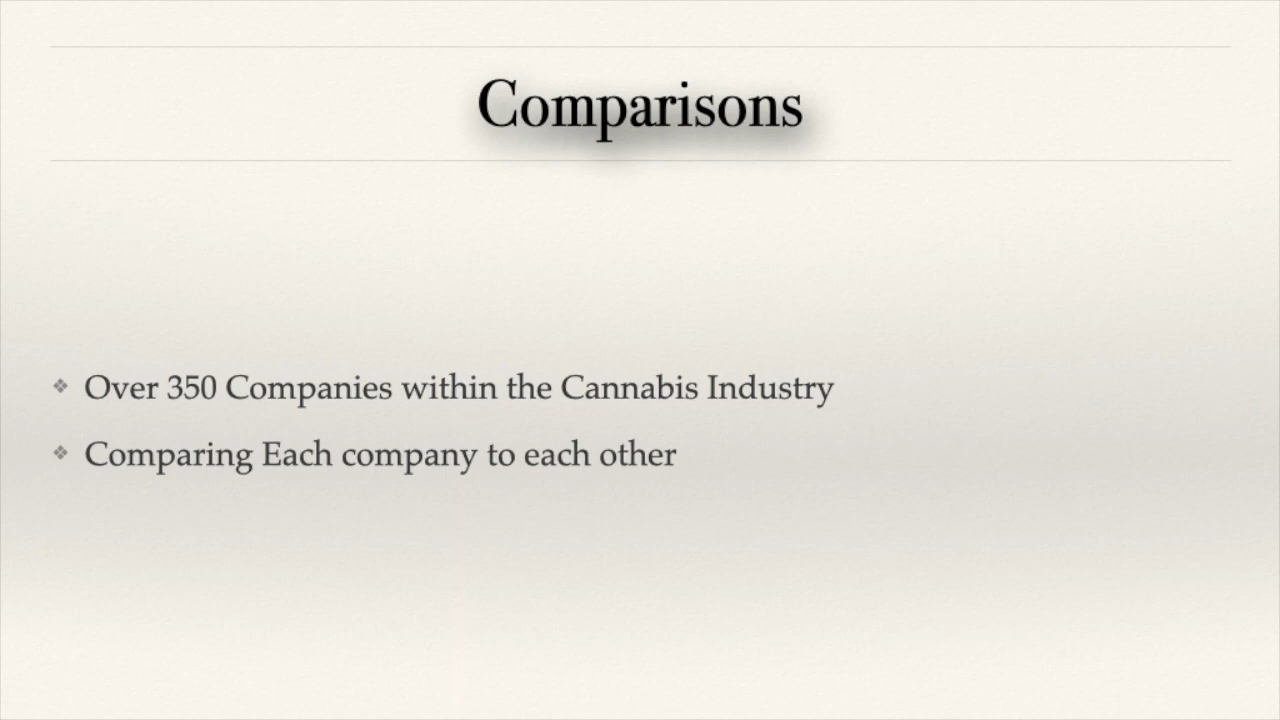 Comparisons
❖ Over 350 Companies within the Cannabis Industry
❖ Comparing Each company to each other